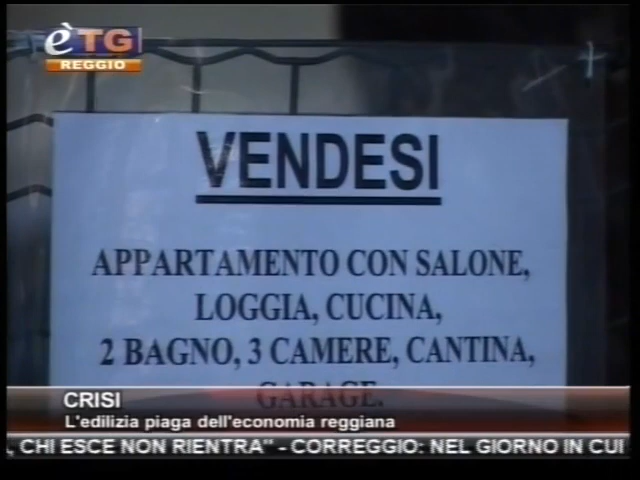 èTG
REGGIO
VENDESI
APPARTAMENTO CON SALONE,
LOGGIA, CUCINA,
2 BAGNO, 3 CAMERE, CANTINA,
GARAGE.
CRISI
L'edilizia piaga dell'economia reggiana
, CHI ESCE NON RIENTRA" - CORREGGIO: NEL GIORNO IN CUI